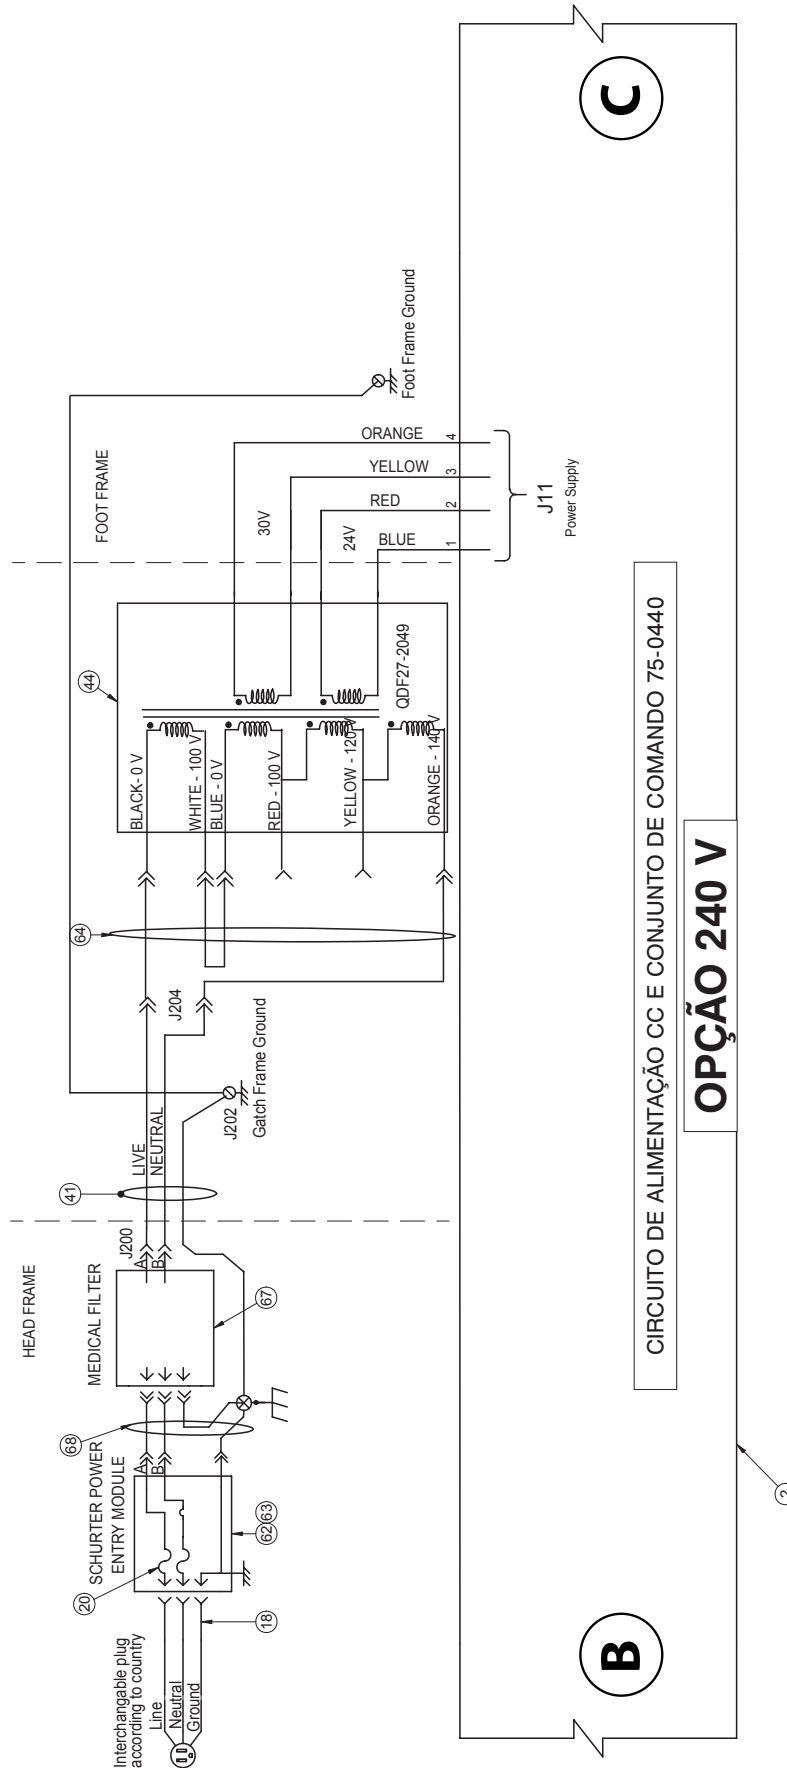 HEAD FRAME
FOOT FRAME
Interchangable plug
according to country
Line
Neutral
Ground
18
20
SCHURTER POWER
ENTRY MODULE
62
63
A
B
68
MEDICAL FILTER
67
A
B
J200
41
LIVE
NEUTRAL
J202
Gatch Frame Ground
J204
64
44
BLACK- 0 V
WHITE - 100 V
BLUE - 0 V
RED - 100 V
YELLOW - 120 V
ORANGE - 140 V
QDF27-2049
30V
24V
ORANGE
4
YELLOW
3
RED
2
BLUE
1
J11
Power Supply
Foot Frame Ground
B
C
CIRCUITO DE ALIMENTAÇÃO CC E CONJUNTO DE COMANDO 75-0440
OPÇÃO 240 V
2